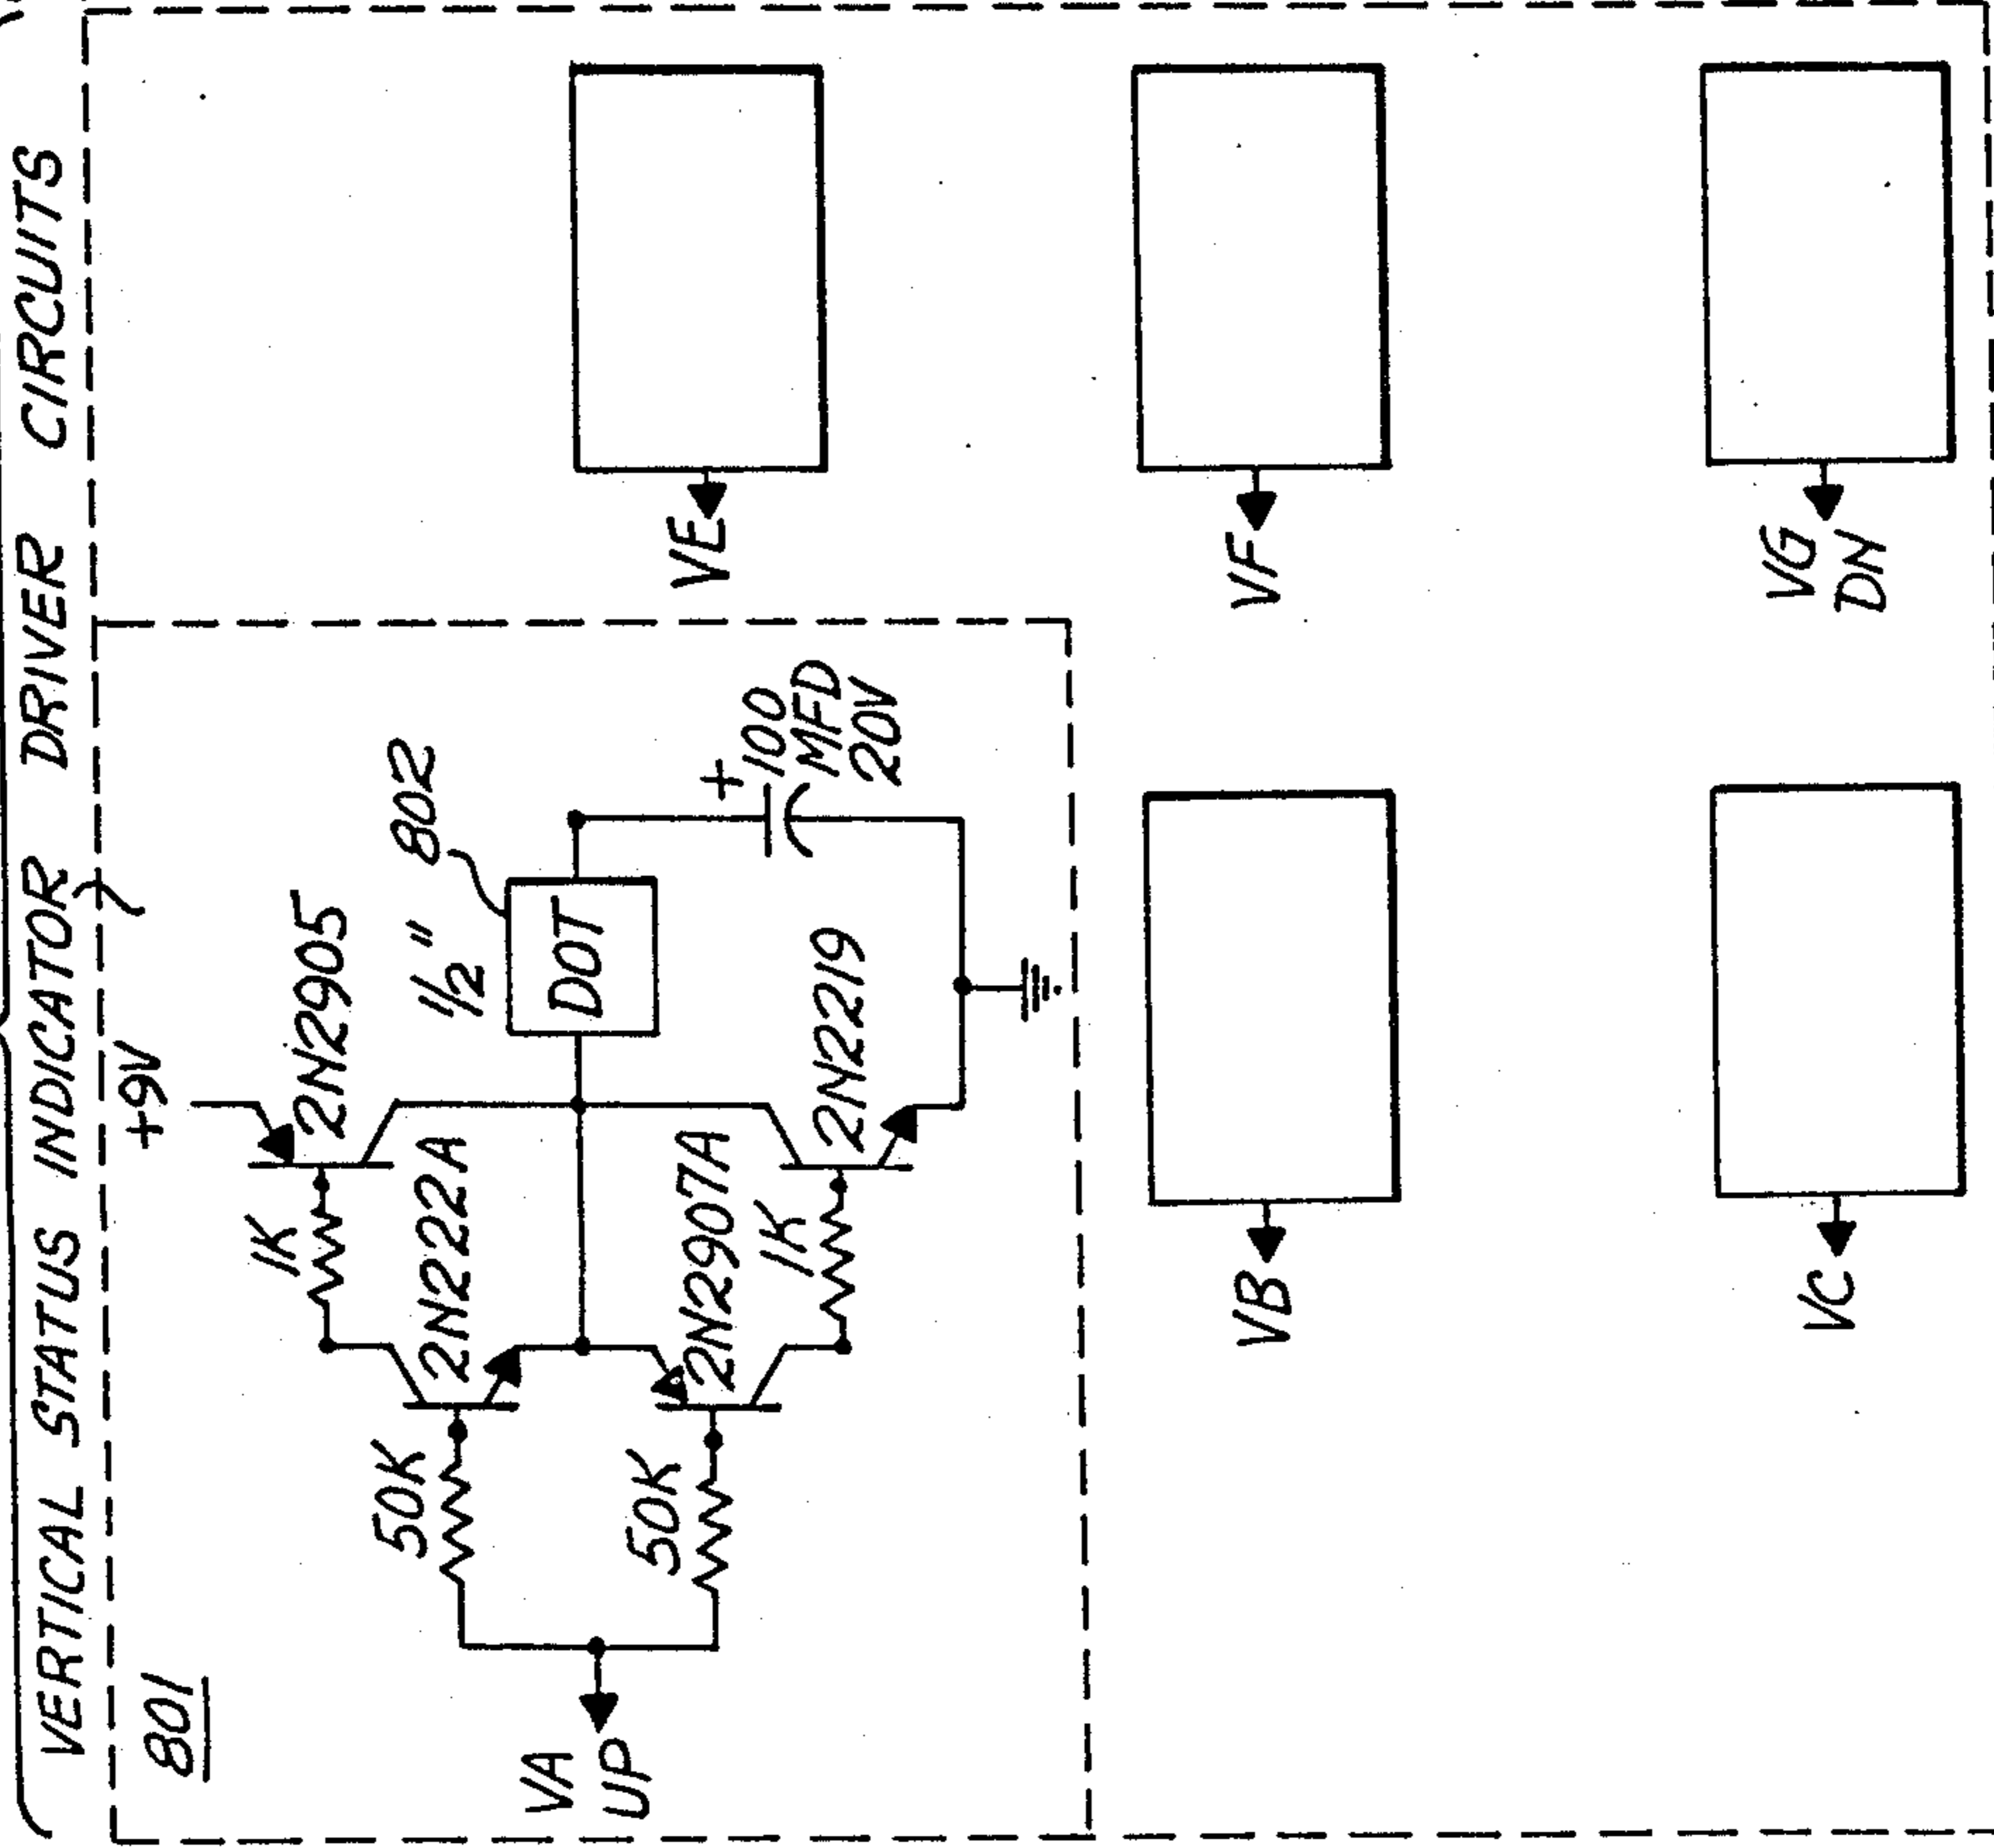 VERTICAL STATUS INDICATOR DRIVER CIRCUITS
7
801
+9V
1K
2N2905
50K
2N222A
1/2"
802
DOT
VA
UP
50K
2N2907A
1K
2N2219
+
100
MFD
20V
VE
VB
VF
VC
VG
DN